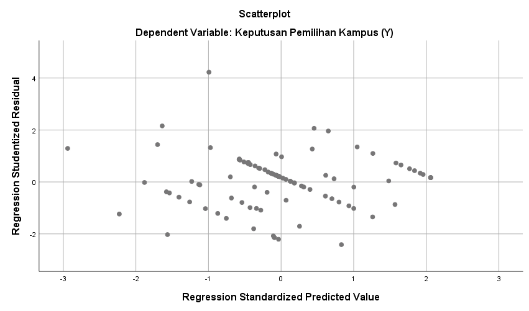 Scatterplot
Dependent Variable: Keputusan Pemilihan Kampus (Y)
Regression Studentized Residual
4
2
0
-2
-3
-2
-1
0
1
2
3
Regression Standardized Predicted Value